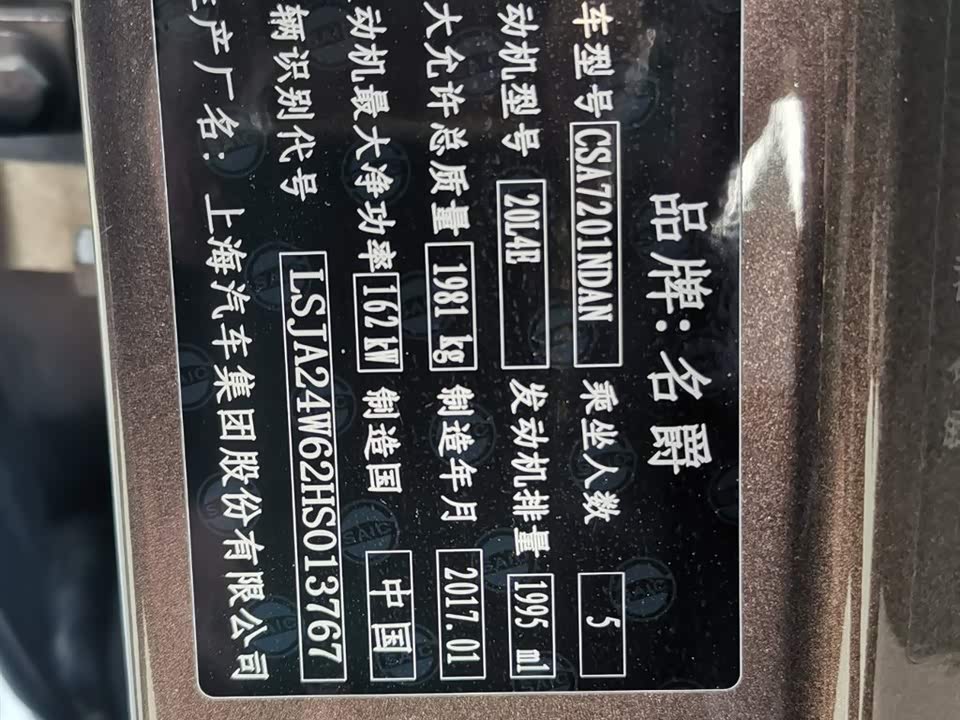 品牌：名爵
车型号 CSA7201NDAN 乘坐人数 5
动机型号 20L4E 发动机排量 1995 ml
大允许总质量 1981 kg 制造年月 2017.01
动机最大净功率 162 kW 制造国 中国
辆识别代号 LSJA24W62HS013767
生产厂名：上海汽车集团股份有限公司